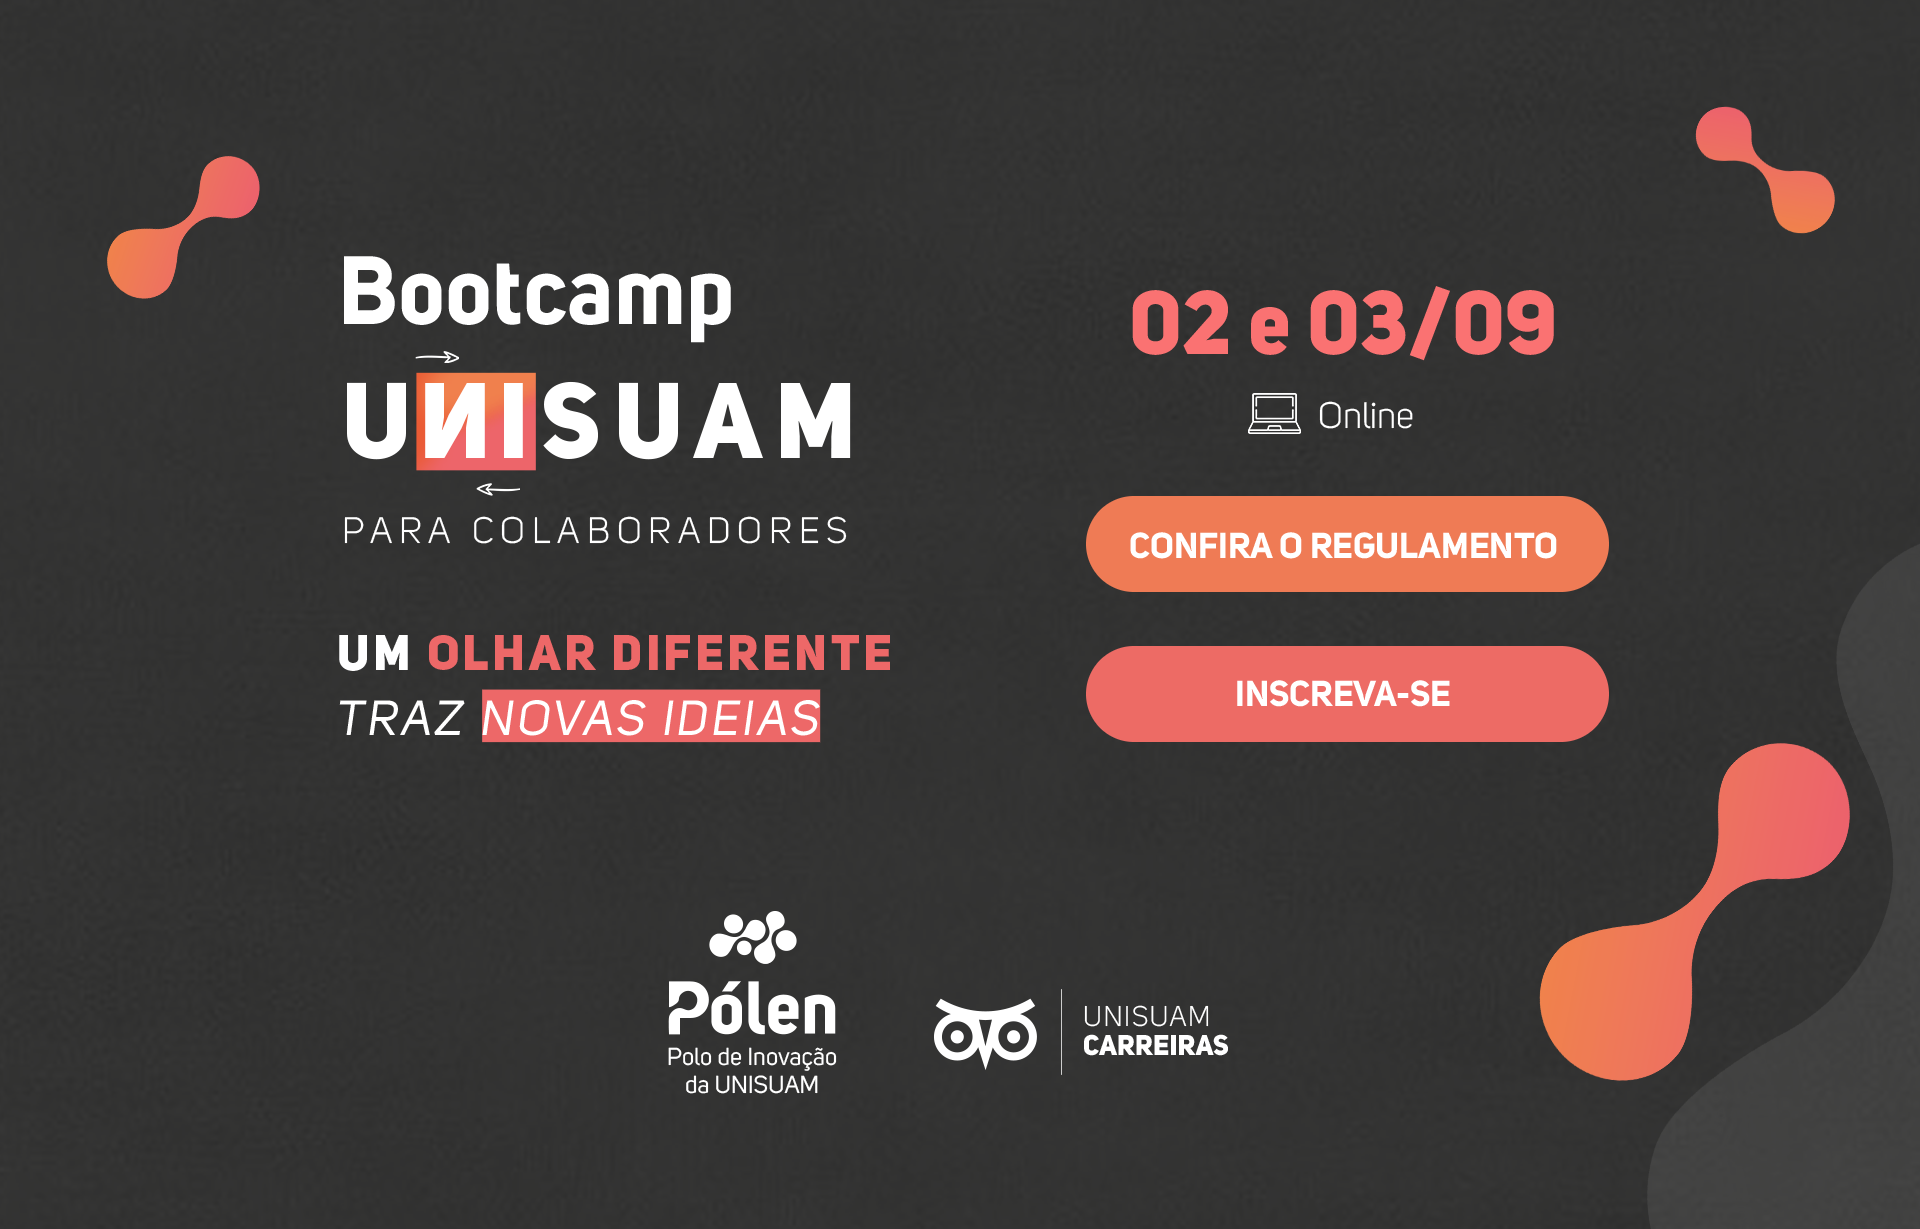 Bootcamp
UNISUAM
PARA COLABORADORES
UM OLHAR DIFERENTE
TRAZ NOVAS IDEIAS
02 e 03/09
Online
CONFIRA O REGULAMENTO
INSCREVA-SE
Pólen
Polo de Inovação
da UNISUAM
UNISUAM
CARREIRAS